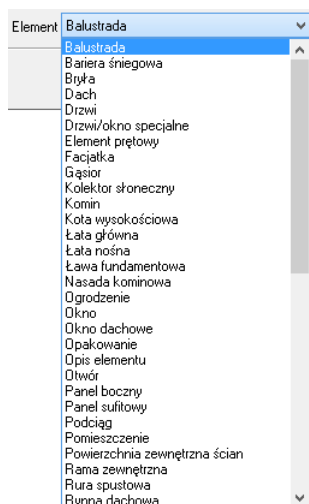 Element Balustrada
Balustrada
Bariera śniegowa
Bryła
Dach
Drzwi
Drzwi/okno specjalne
Element prętowy
Facjatka
Gąsior
Kolektor słoneczny
Komin
Kota wysokościowa
Łata główna
Łata nośna
Ława fundamentowa
Nasada kominowa
Ogrodzenie
Okno
Okno dachowe
Opakowanie
Opis elementu
Otwór
Panel boczny
Panel sufitowy
Podciąg
Pomieszczenie
Powierzchnia zewnętrzna ścian
Rama zewnętrzna
Rura spustowa
Rynna dachowa